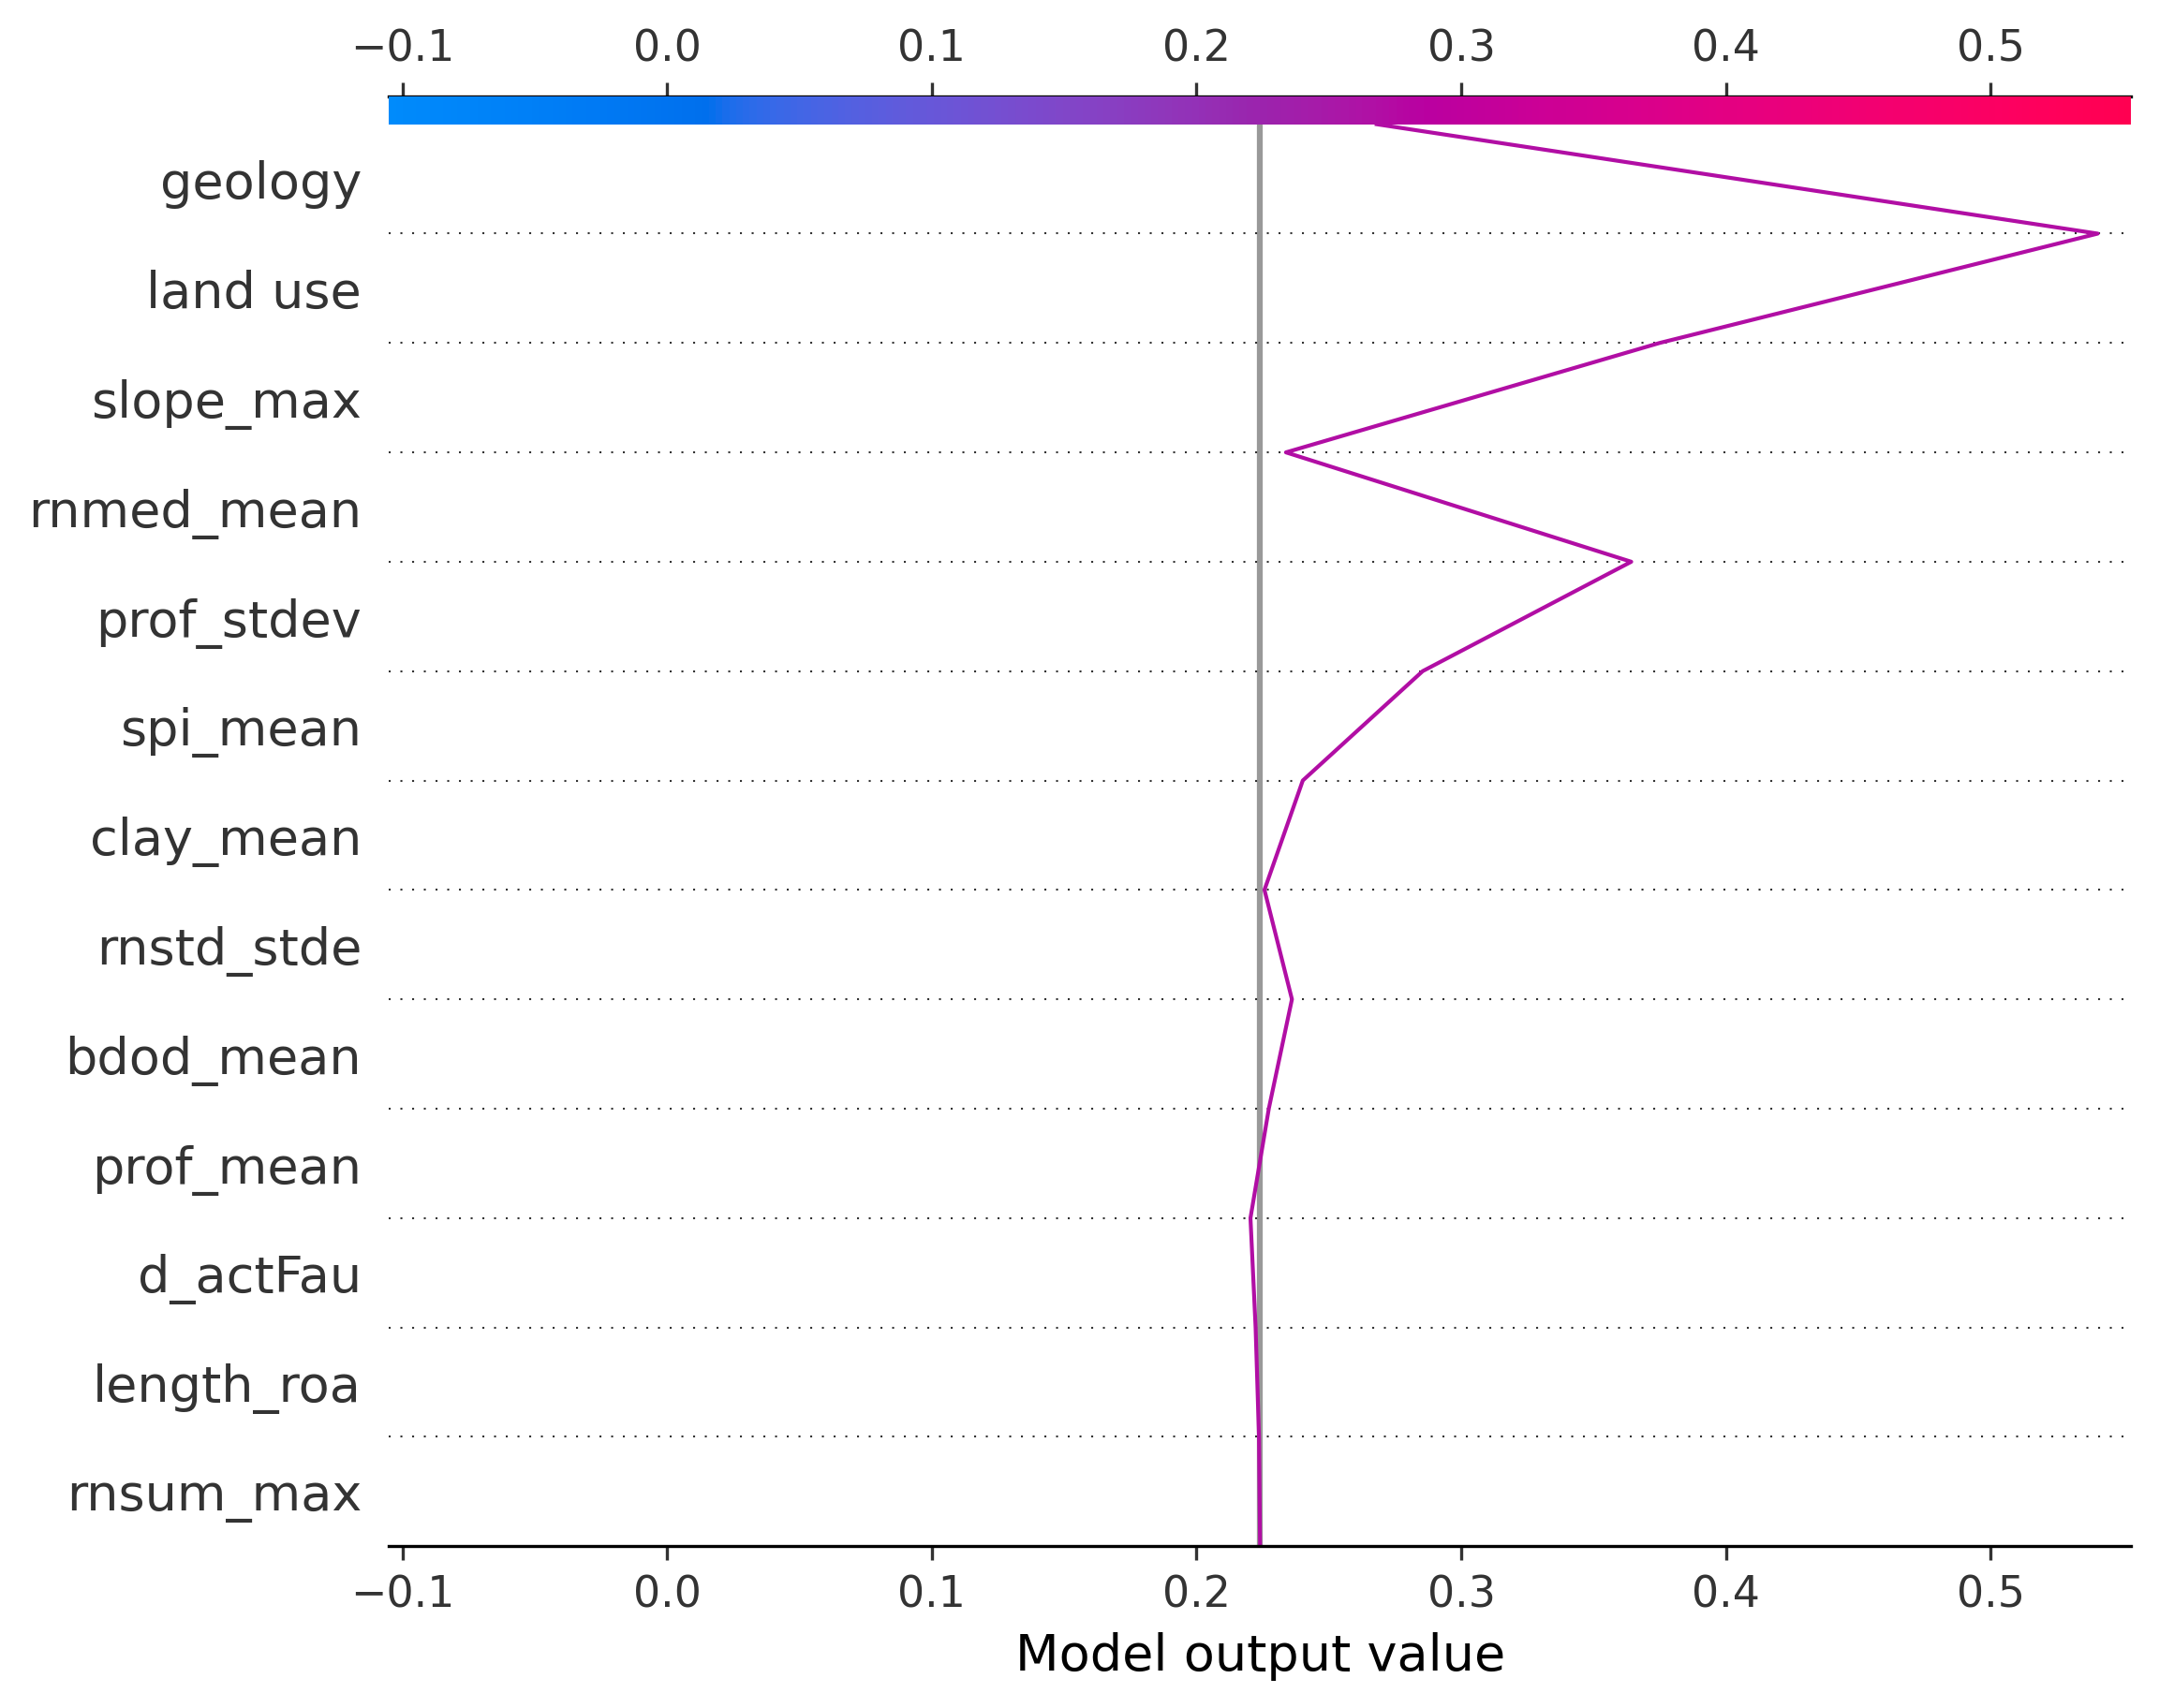 −0.1 0.0 0.1 0.2 0.3 0.4 0.5
geology
land use
slope_max
rnmed_mean
prof_stdev
spi_mean
clay_mean
rnstd_stde
bdod_mean
prof_mean
d_actFau
length_roa
rnsum_max
−0.1 0.0 0.1 0.2 0.3 0.4 0.5
Model output value